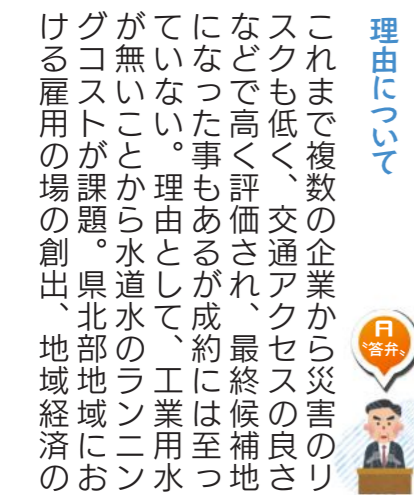 理由について
A
答弁
これまで複数の企業から災害のリ
スクも低く、交通アクセスの良さ
などで高く評価され、最終候補地
になった事もあるが成約には至っ
ていない。理由として、工業用水
が無いことから水道水のランニン
グコストが課題。県北部地域にお
ける雇用の場の創出、地域経済の